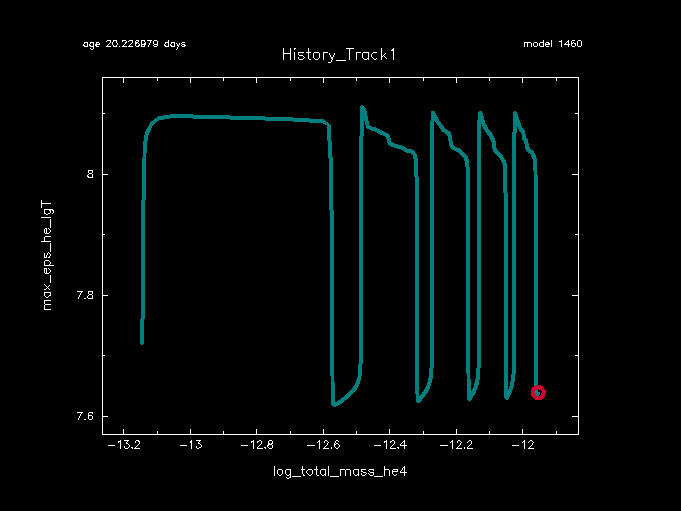 age 20.226979 days
model 1460
History_Track1
8
7.8
7.6
max_eps_he_lgT
-13.2 -13 -12.8 -12.6 -12.4 -12.2 -12
log_total_mass_he4